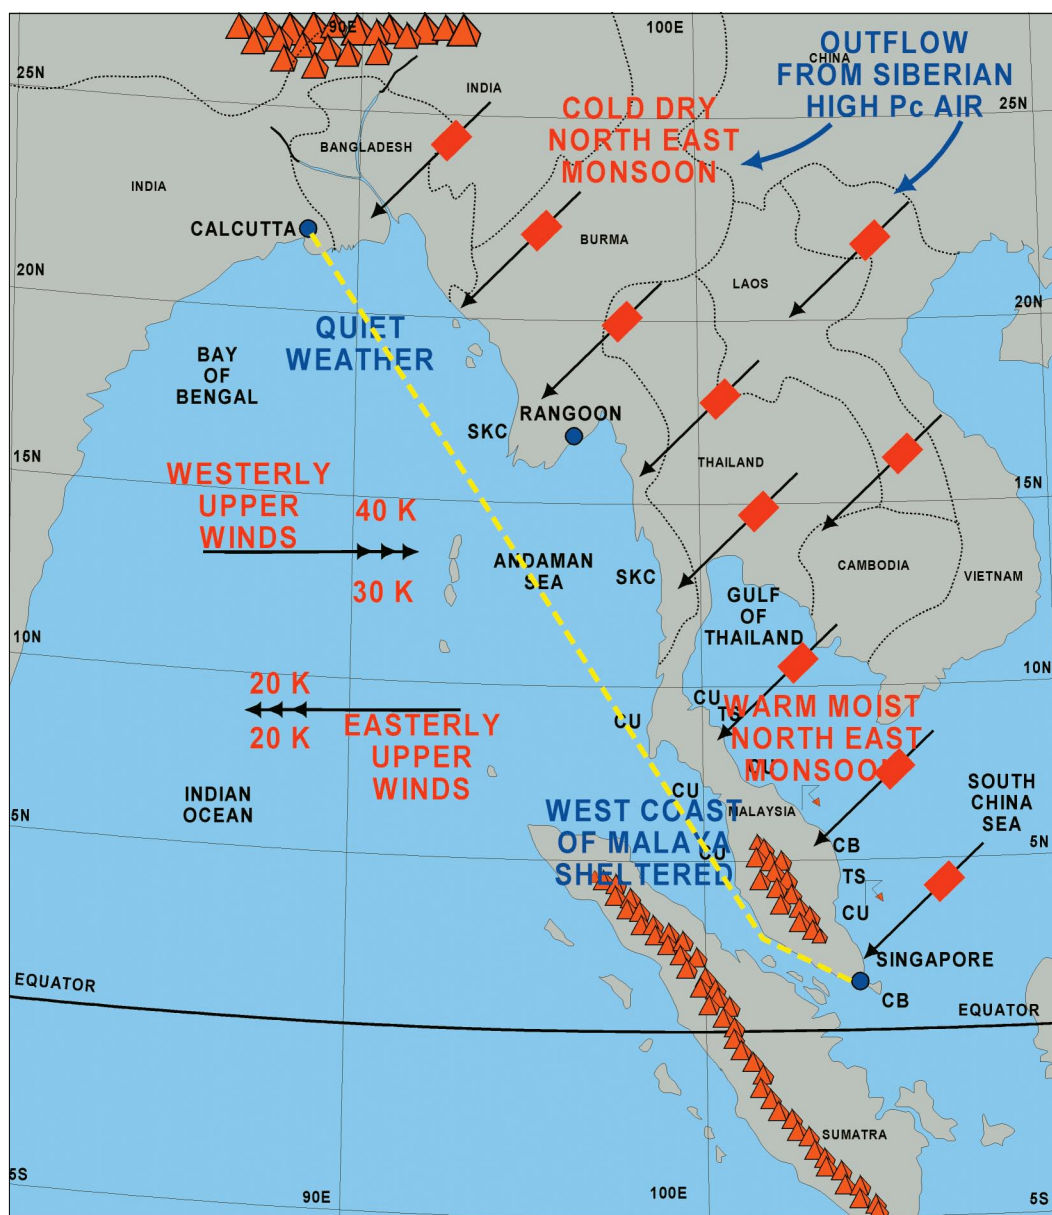 90E
100E
OUTFLOW
CHINA
FROM SIBERIAN
HIGH Pc AIR
25N
25N
INDIA
COLD DRY
NORTH EAST
MONSOON
BANGLADESH
INDIA
CALCUTTA
BURMA
LAOS
20N
20N
QUIET
WEATHER
BAY
OF
BENGAL
SKC
RANGOON
THAILAND
15N
15N
WESTERLY
UPPER
WINDS
40 K
30 K
ANDAMAN
SEA
SKC
CAMBODIA
VIETNAM
GULF
OF
THAILAND
10N
10N
20 K
20 K
EASTERLY
UPPER
WINDS
CU
CU
TS
WARM MOIST
NORTH EAST
MONSOON
CU
CU
INDIAN
OCEAN
SOUTH
CHINA
SEA
WEST COAST
OF MALAYA
SHELTERED
MALAYSIA
CU
5N
5N
CB
TS
CU
SINGAPORE
CB
EQUATOR
EQUATOR
SUMATRA
5S
5S
90E
100E